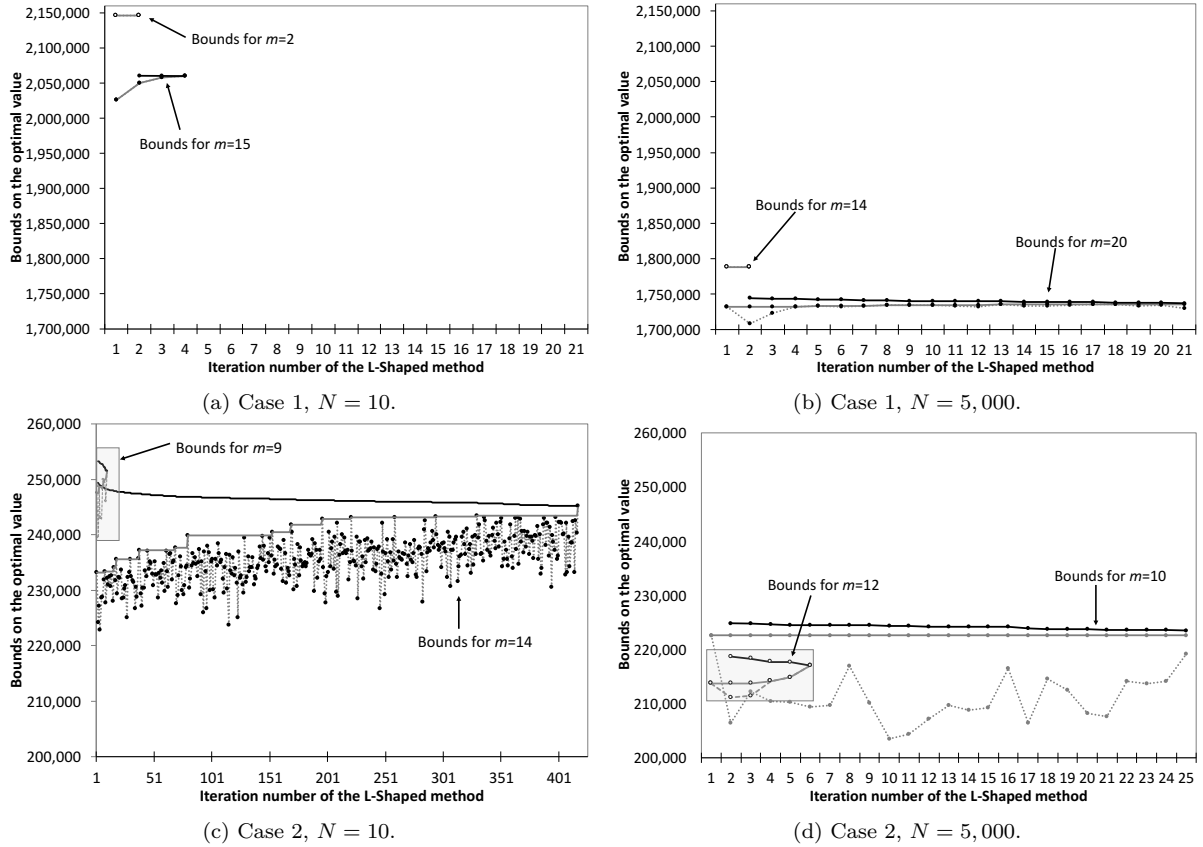 Bounds on the optimal value
2,150,000
2,100,000
2,050,000
2,000,000
1,950,000
1,900,000
1,850,000
1,800,000
1,750,000
1,700,000
Bounds for m=2
Bounds for m=15
1 2 3 4 5 6 7 8 9 10 11 12 13 14 15 16 17 18 19 20 21
Iteration number of the L-Shaped method
(a) Case 1, N = 10.
Bounds on the optimal value
2,150,000
2,100,000
2,050,000
2,000,000
1,950,000
1,900,000
1,850,000
1,800,000
1,750,000
1,700,000
Bounds for m=14
Bounds for m=20
1 2 3 4 5 6 7 8 9 10 11 12 13 14 15 16 17 18 19 20 21
Iteration number of the L-Shaped method
(b) Case 1, N = 5,000.
Bounds on the optimal value
260,000
250,000
240,000
230,000
220,000
210,000
200,000
Bounds for m=9
Bounds for m=14
1 51 101 151 201 251 301 351 401
Iteration number of the L-Shaped method
(c) Case 2, N = 10.
Bounds on the optimal value
260,000
250,000
240,000
230,000
220,000
210,000
200,000
Bounds for m=12
Bounds for m=10
1 2 3 4 5 6 7 8 9 10 11 12 13 14 15 16 17 18 19 20 21 22 23 24 25
Iteration number of the L-Shaped method
(d) Case 2, N = 5,000.